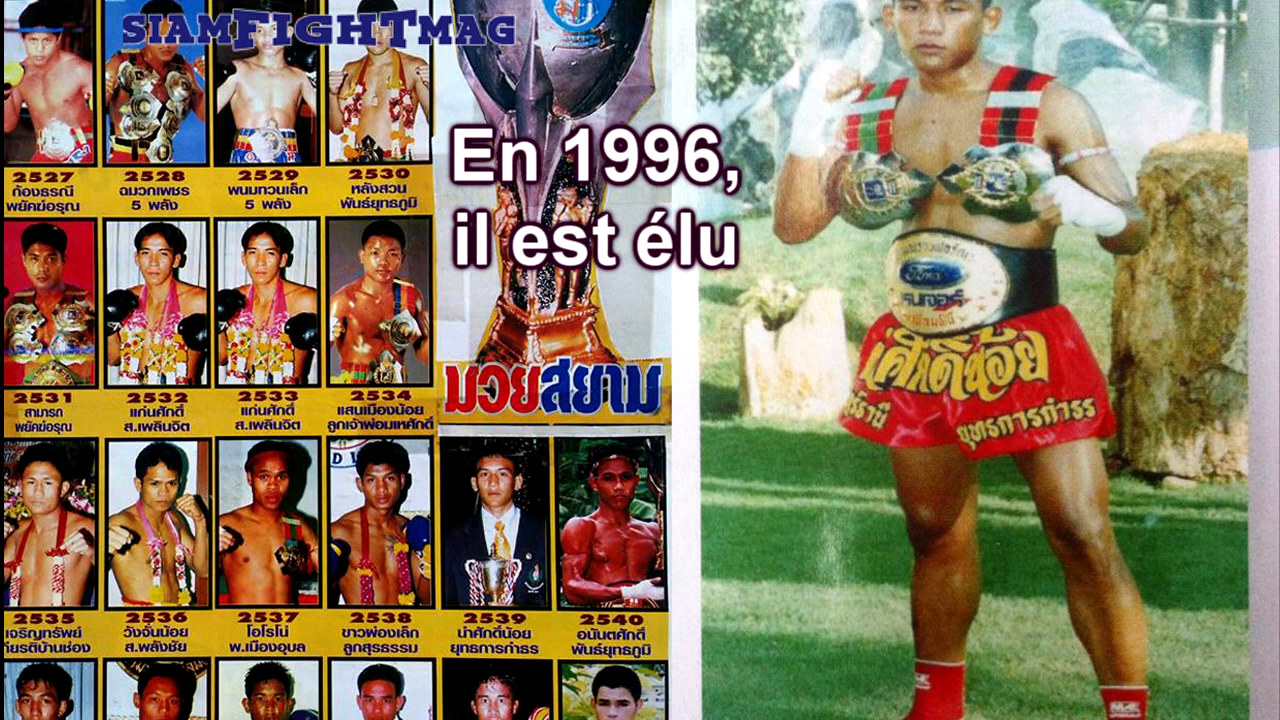 SIAMFIGHTMAG
En 1996,
il est élu
2527 2528 2529 2530
ก้องธรณี ฉมวกเพชร พนมทวนเล็ก หลังสวน
พยัคฆ์อรุณ 5 พลัง 5 พลัง พันธ์ยุทธภูมิ
2531 2532 2533 2534
สามารถ แก่นศักดิ์ แก่นศักดิ์ แสนเมืองน้อย
พยัคฆ์อรุณ ส.เพลินจิต ส.เพลินจิต ลูกเจ้าพ่อมเหศักดิ์
มวยสยาม
2535 2536 2537 2538 2539 2540
เจริญทรัพย์ วังจั่นน้อย โอโรโน่ ขาวผ่องเล็ก นำศักดิ์น้อย อนันตศักดิ์
เกียรติบ้านช่อง ส.พลังชัย พ.เมืองอุบล ลูกสุรธรรม ยุทธการกำธร พันธ์ยุทธภูมิ
Ford
ยุทธการกำธร